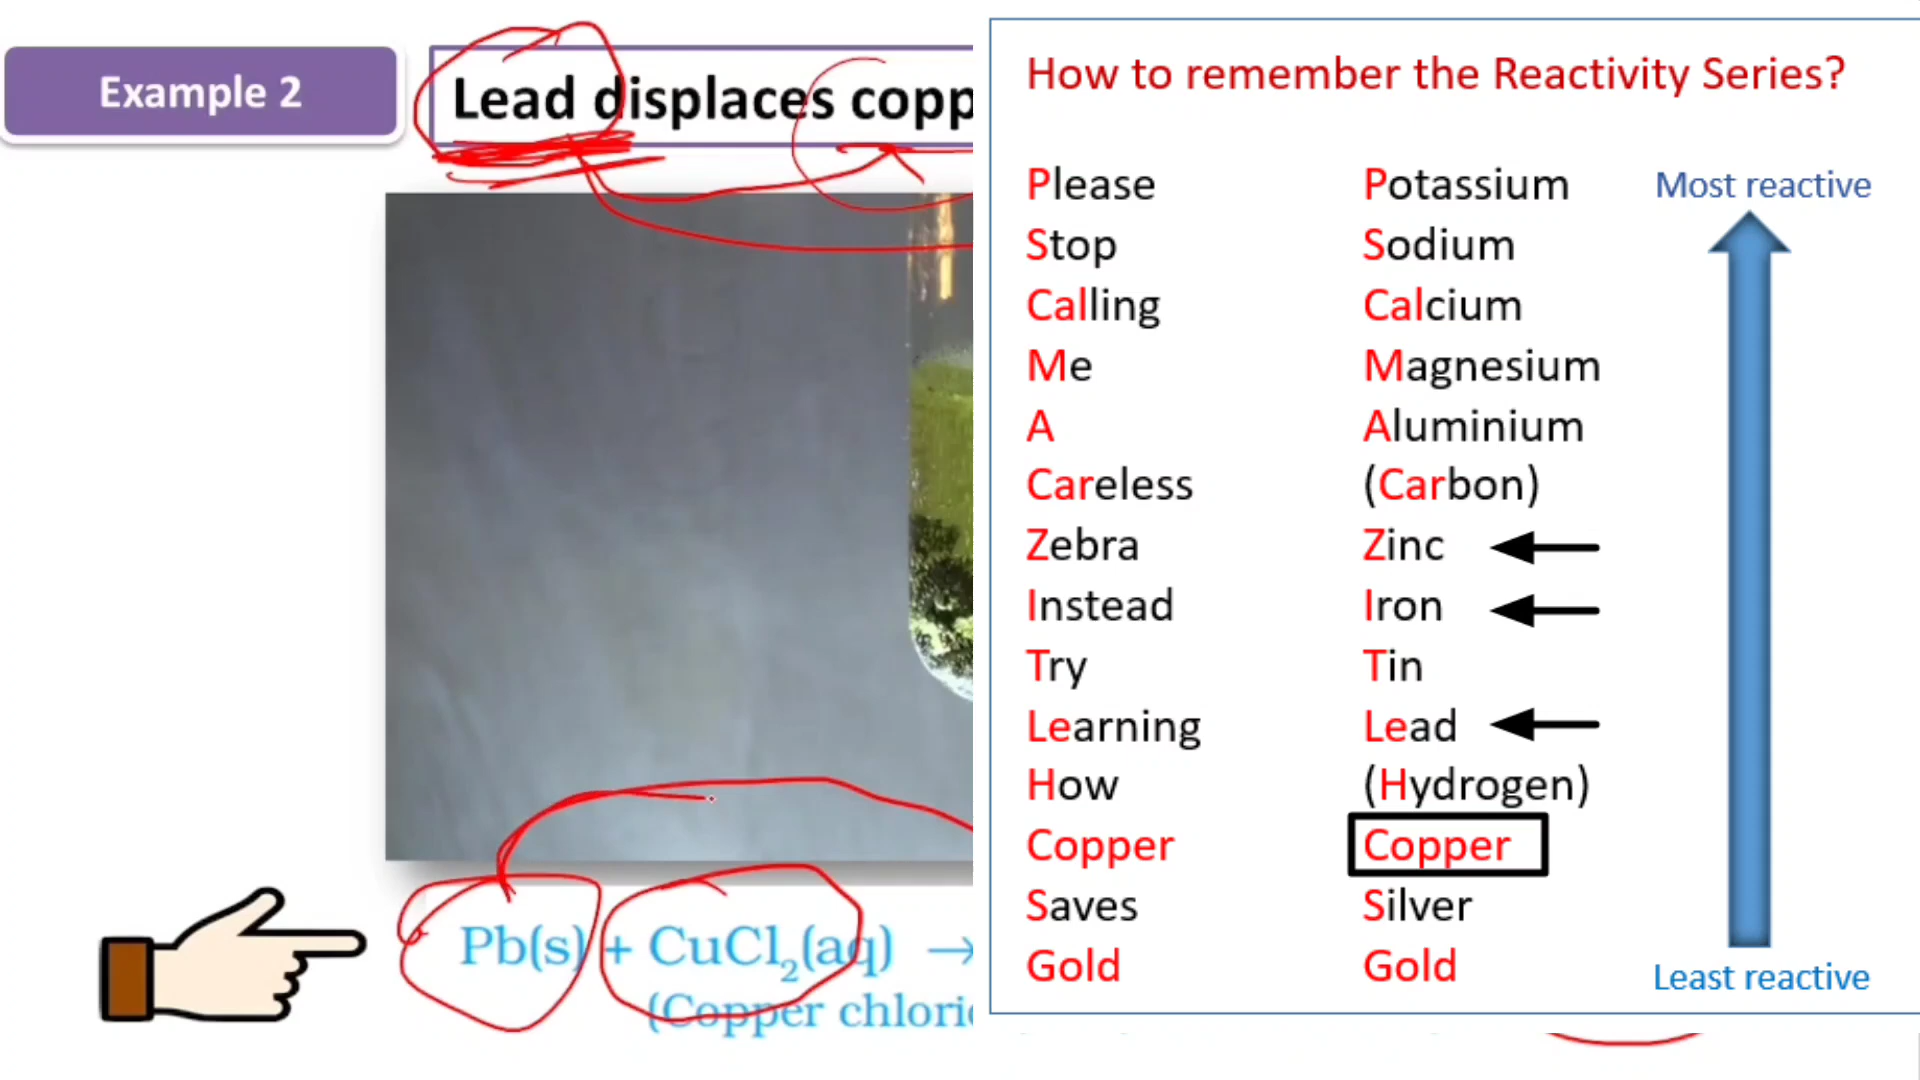 Example 2
Lead displaces copp
Pb(s) + CuCl₂(aq) →
(Copper chlori
How to remember the Reactivity Series?
Please Potassium Most reactive
Stop Sodium
Calling Calcium
Me Magnesium
A Aluminium
Careless (Carbon)
Zebra Zinc
Instead Iron
Try Tin
Learning Lead
How (Hydrogen)
Copper Copper
Saves Silver
Gold Gold Least reactive